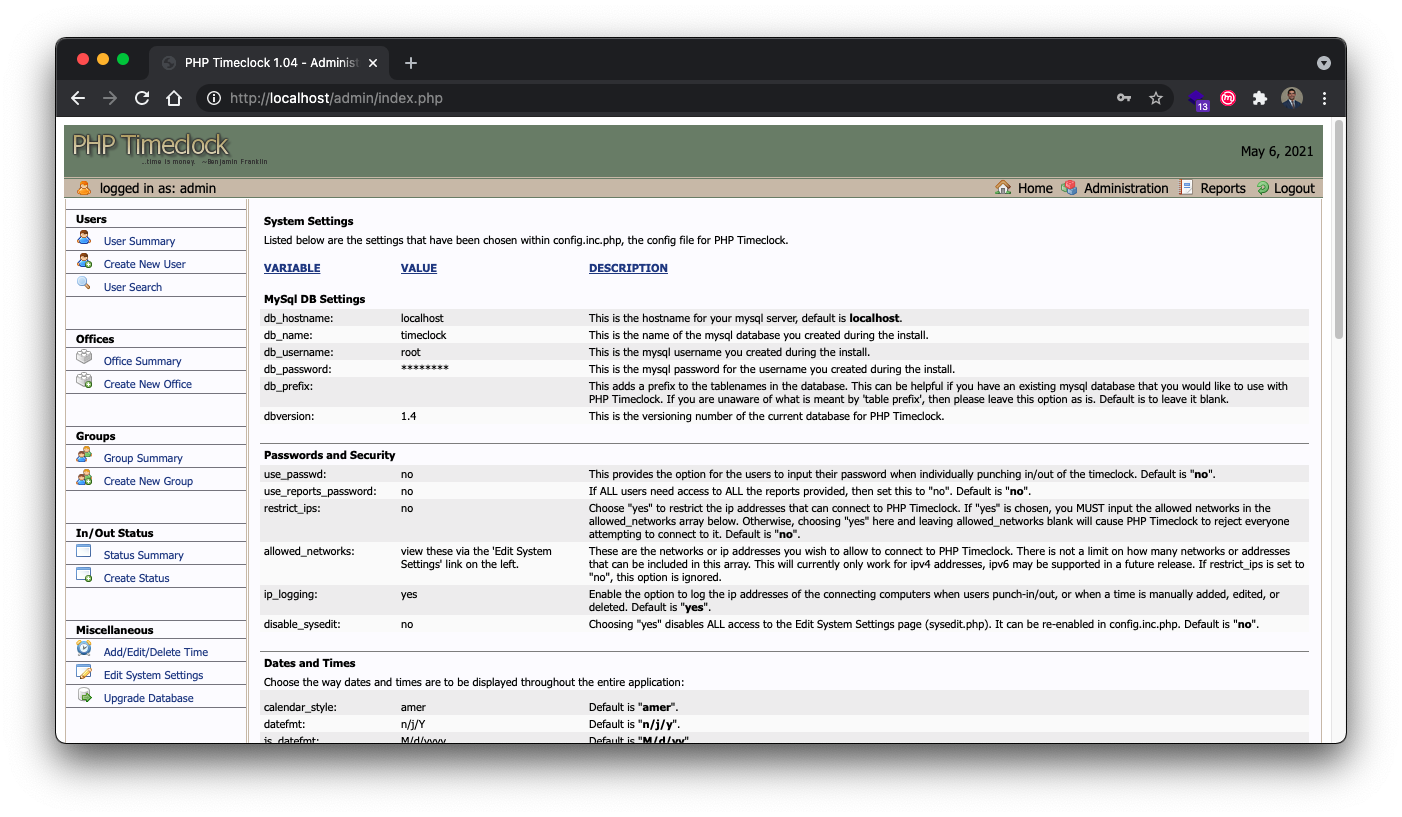 PHP Timeclock 1.04 - Administ
http://localhost/admin/index.php
13
PHP Timeclock
...time is money. ~Benjamin Franklin
May 6, 2021
logged in as: admin
Home Administration Reports Logout
Users
User Summary
Create New User
User Search
Offices
Office Summary
Create New Office
Groups
Group Summary
Create New Group
In/Out Status
Status Summary
Create Status
Miscellaneous
Add/Edit/Delete Time
Edit System Settings
Upgrade Database
System Settings
Listed below are the settings that have been chosen within config.inc.php, the config file for PHP Timeclock.
VARIABLE VALUE DESCRIPTION
MySql DB Settings
db_hostname: localhost This is the hostname for your mysql server, default is localhost.
db_name: timeclock This is the name of the mysql database you created during the install.
db_username: root This is the mysql username you created during the install.
db_password: ******** This is the mysql password for the username you created during the install.
db_prefix: This adds a prefix to the tablenames in the database. This can be helpful if you have an existing mysql database that you would like to use with
PHP Timeclock. If you are unaware of what is meant by 'table prefix', then please leave this option as is. Default is to leave it blank.
dbversion: 1.4 This is the versioning number of the current database for PHP Timeclock.
Passwords and Security
use_passwd: no This provides the option for the users to input their password when individually punching in/out of the timeclock. Default is "no".
use_reports_password: no If ALL users need access to ALL the reports provided, then set this to "no". Default is "no".
restrict_ips: no Choose "yes" to restrict the ip addresses that can connect to PHP Timeclock. If "yes" is chosen, you MUST input the allowed networks in the
allowed_networks array below. Otherwise, choosing "yes" here and leaving allowed_networks blank will cause PHP Timeclock to reject everyone
attempting to connect to it. Default is "no".
allowed_networks: view these via the 'Edit System These are the networks or ip addresses you wish to allow to connect to PHP Timeclock. There is not a limit on how many networks or addresses
Settings' link on the left. that can be included in this array. This will currently only work for ipv4 addresses, ipv6 may be supported in a future release. If restrict_ips is set to
"no", this option is ignored.
ip_logging: yes Enable the option to log the ip addresses of the connecting computers when users punch-in/out, or when a time is manually added, edited, or
deleted. Default is "yes".
disable_sysedit: no Choosing "yes" disables ALL access to the Edit System Settings page (sysedit.php). It can be re-enabled in config.inc.php. Default is "no".
Dates and Times
Choose the way dates and times are to be displayed throughout the entire application:
calendar_style: amer Default is "amer".
datefmt: n/j/Y Default is "n/j/y".
js_datefmt: M/d/yyyy Default is "M/d/yy".